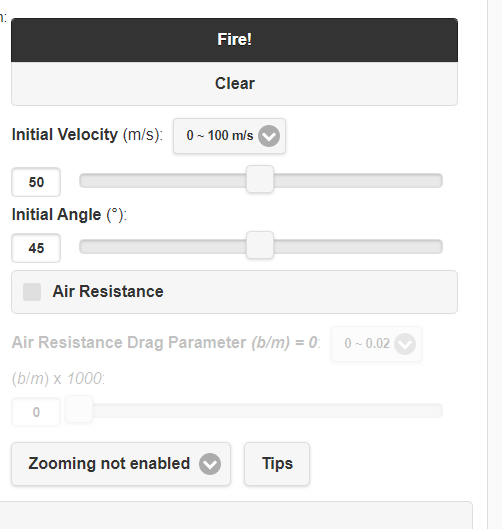 n:
Fire!
Clear
Initial Velocity (m/s): 0 ~ 100 m/s
50
Initial Angle (°):
45
Air Resistance
Air Resistance Drag Parameter (b/m) = 0: 0 ~ 0.02
(b/m) x 1000:
0
Zooming not enabled Tips